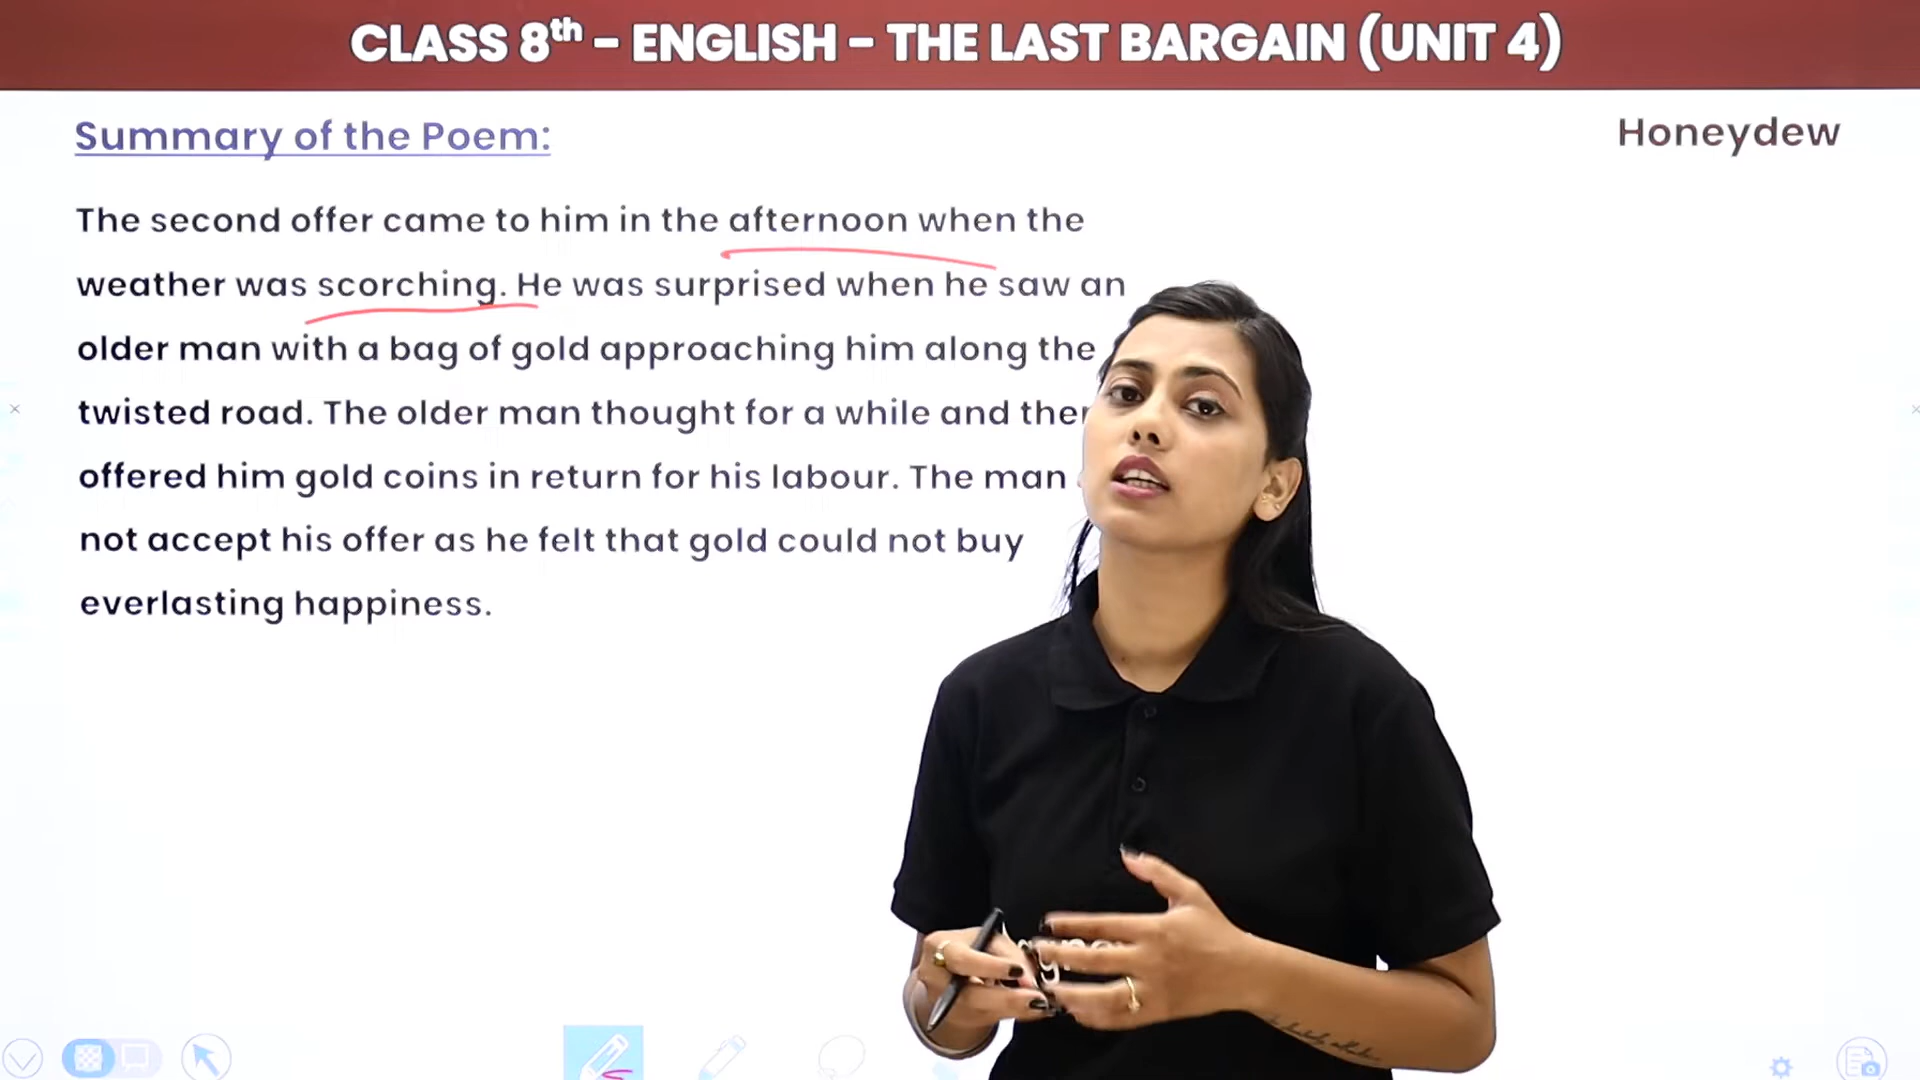 CLASS 8th - ENGLISH - THE LAST BARGAIN (UNIT 4)
Summary of the Poem:
Honeydew
The second offer came to him in the afternoon when the
weather was scorching. He was surprised when he saw an
older man with a bag of gold approaching him along the
twisted road. The older man thought for a while and then
offered him gold coins in return for his labour. The man
not accept his offer as he felt that gold could not buy
everlasting happiness.